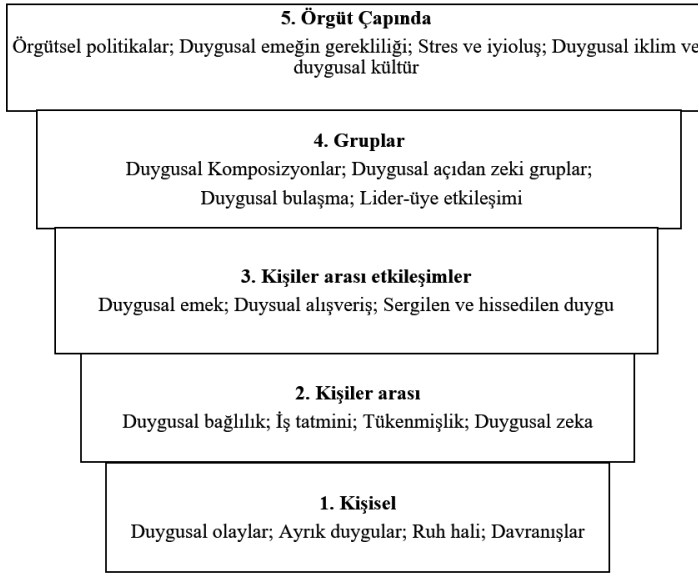 5. Örgüt Çapında
Örgütsel politikalar; Duygusal emeğin gerekliliği; Stres ve iyioluş; Duygusal iklim ve
duygusal kültür
4. Gruplar
Duygusal Komposizyonlar; Duygusal açıdan zeki gruplar;
Duygusal bulaşma; Lider-üye etkileşimi
3. Kişiler arası etkileşimler
Duygusal emek; Duysual alışveriş; Sergilen ve hissedilen duygu
2. Kişiler arası
Duygusal bağlılık; İş tatmini; Tükenmişlik; Duygusal zeka
1. Kişisel
Duygusal olaylar; Ayrık duygular; Ruh hali; Davranışlar